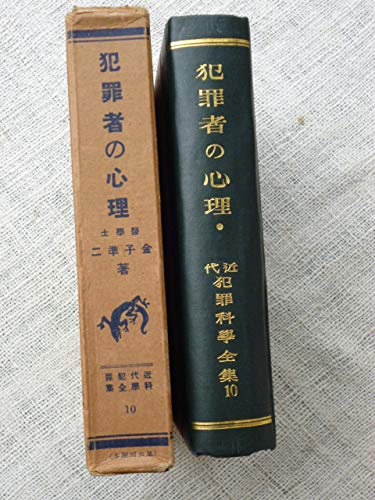 犯罪者の心理
醫學士
金子準二
著
近代犯罪
科學全集
10
犯罪者の心理・
近代
犯罪科學全集
10